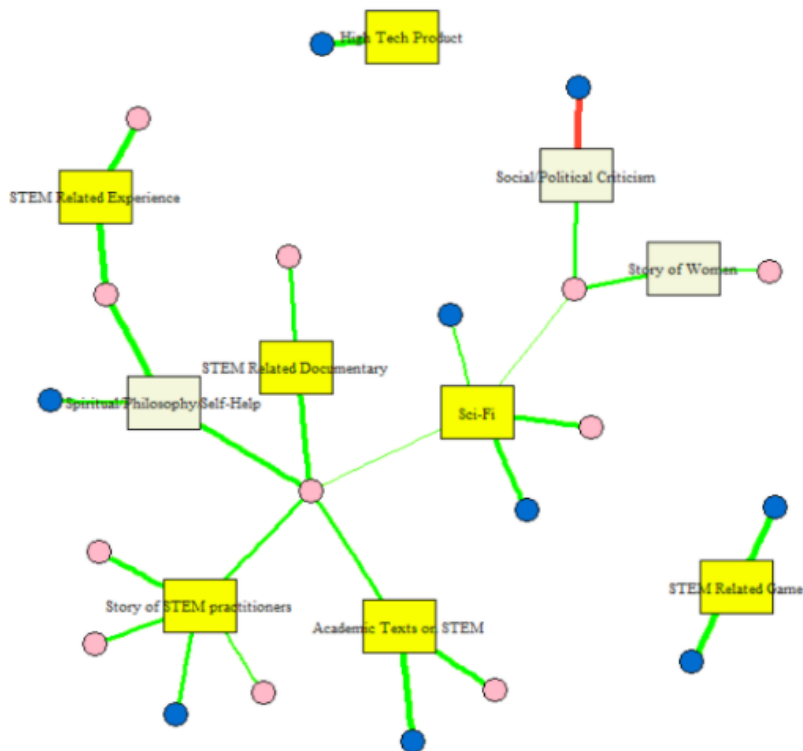 High Tech Product
Social/Political Criticism
STEM Related Experience
Story of Women
STEM Related Documentary
Spiritual Philosophy/Self-Help
Sci-Fi
STEM Related Game
Story of STEM practitioners
Academic Texts on STEM